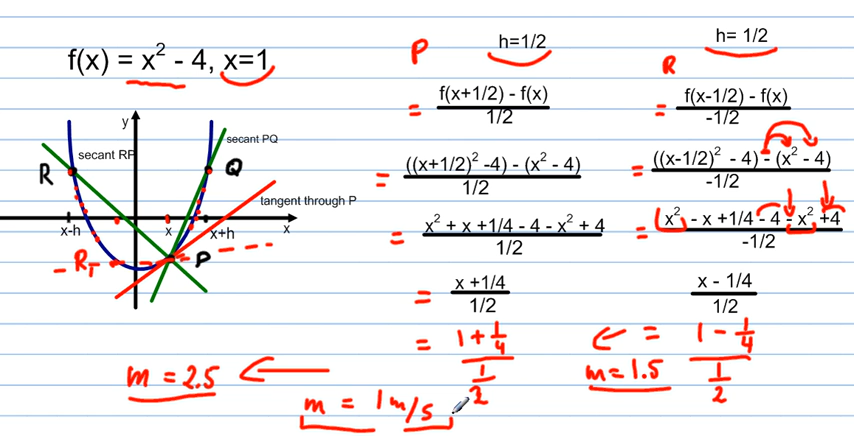 f(x) = x² - 4, x=1
y
secant PQ
secant RP
R
Q
tangent through P
x-h
x
x+h
x
R₁
P
m = 2.5
m = 1 m/s
P
h=1/2
= f(x+1/2) - f(x)
1/2
= ((x+1/2)² -4) - (x² - 4)
1/2
= x² + x +1/4 - 4 - x² + 4
1/2
= x +1/4
1/2
= 1 + 1/4
1/2
R
h= 1/2
= f(x-1/2) - f(x)
-1/2
((x-1/2)² - 4) - (x² - 4)
-1/2
= x² - x +1/4 - 4 - x² +4
-1/2
x - 1/4
1/2
= 1 - 1/4
1/2
m = 1.5